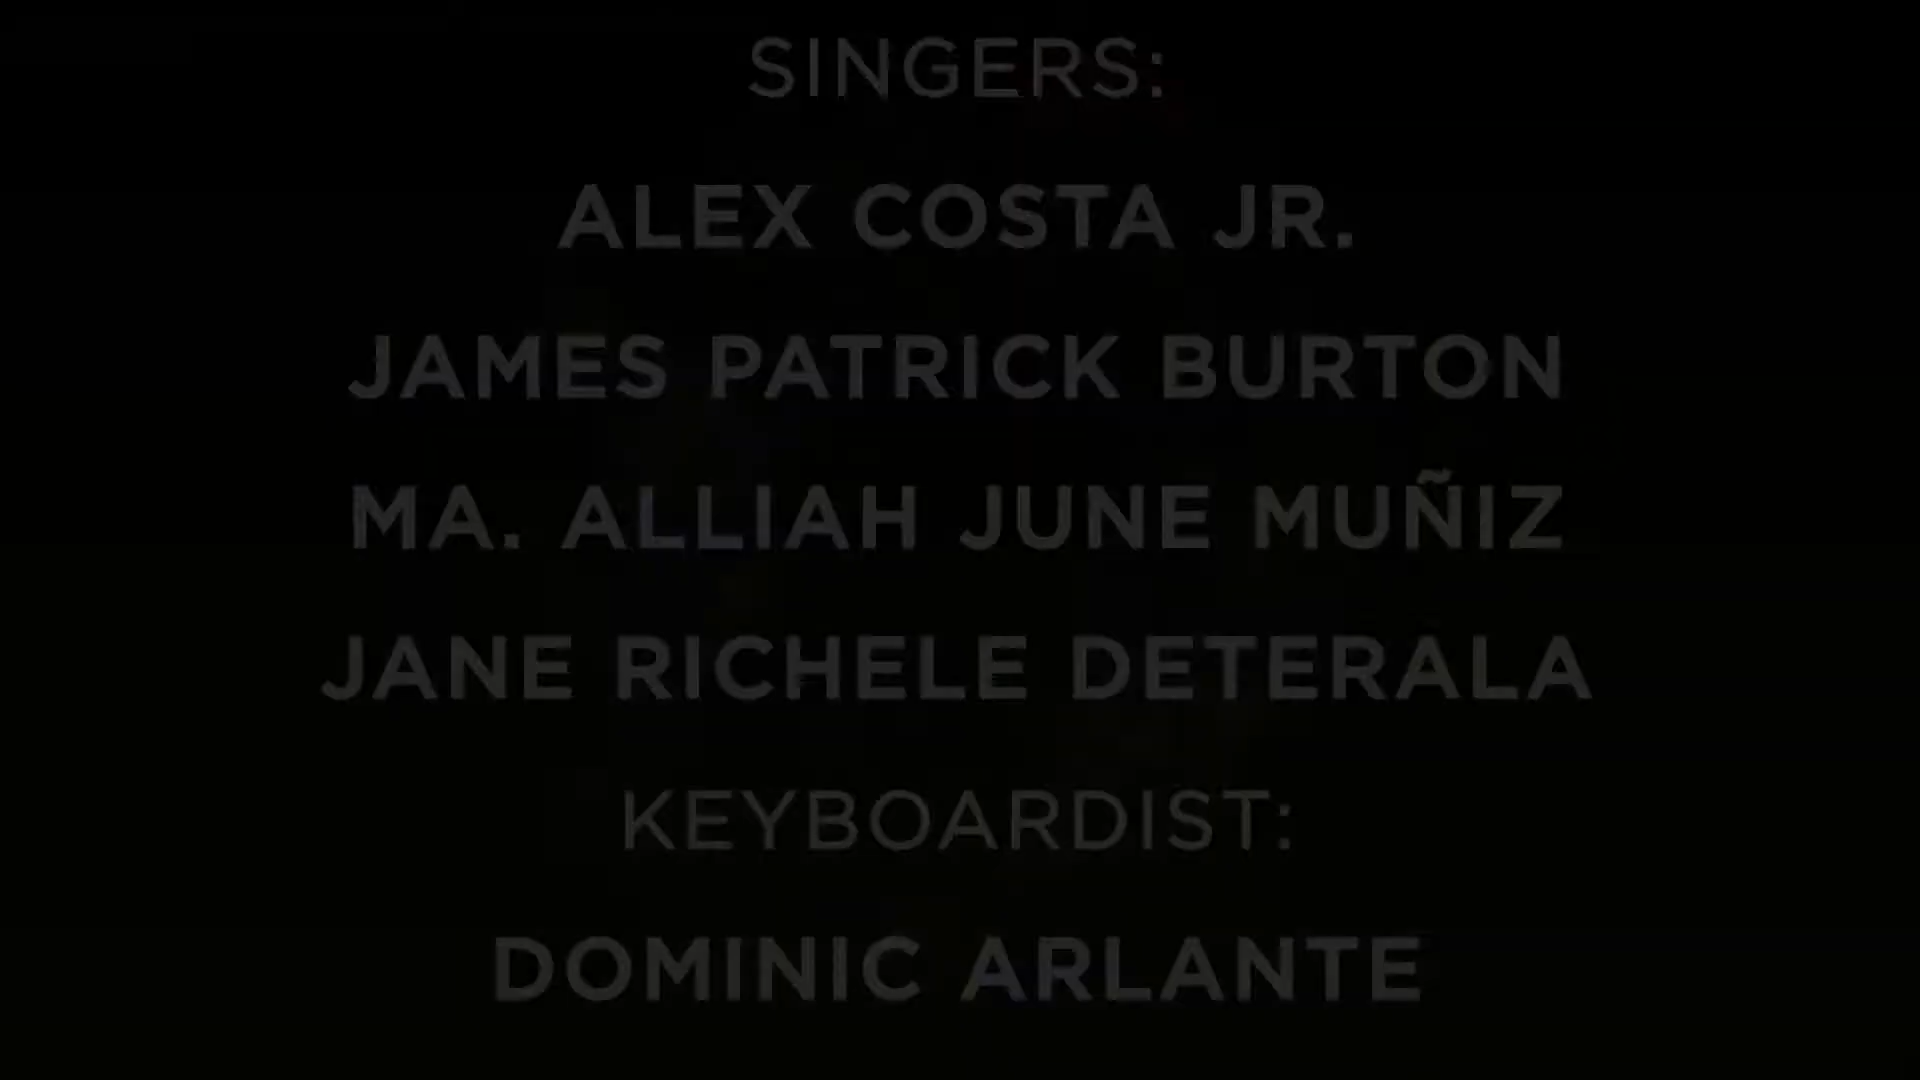 SINGERS:
ALEX COSTA JR.
JAMES PATRICK BURTON
MA. ALLIAH JUNE MUÑIZ
JANE RICHELE DETERALA
KEYBOARDIST:
DOMINIC ARLANTE